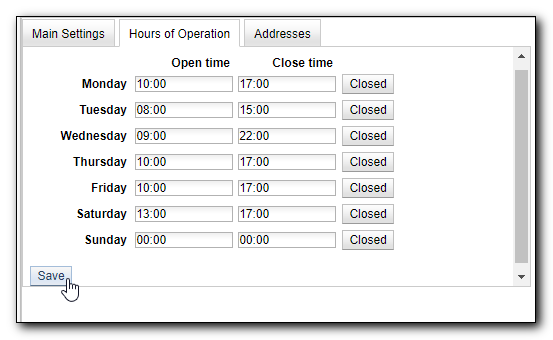 Main Settings Hours of Operation Addresses
Open time Close time
Monday 10:00 17:00 Closed
Tuesday 08:00 15:00 Closed
Wednesday 09:00 22:00 Closed
Thursday 10:00 17:00 Closed
Friday 10:00 17:00 Closed
Saturday 13:00 17:00 Closed
Sunday 00:00 00:00 Closed
Save